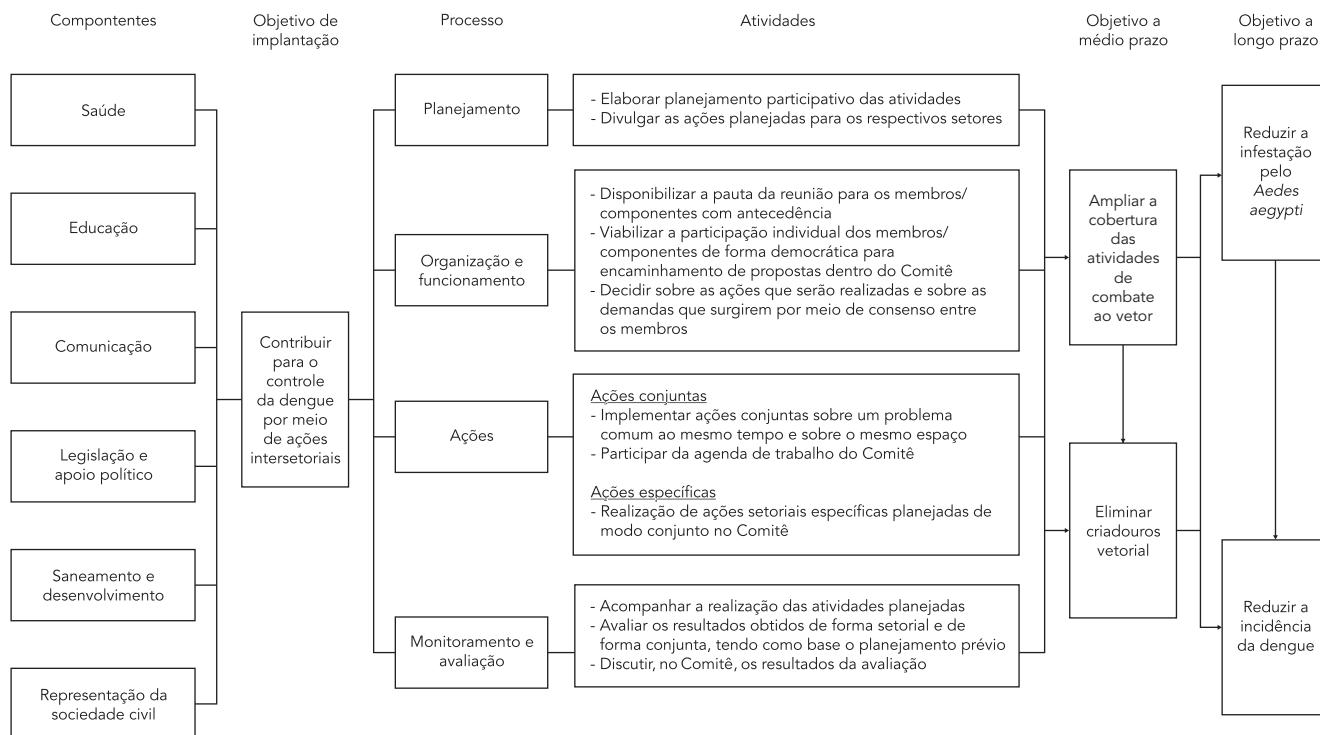 Compontentes
Objetivo de
implantação
Processo
Atividades
Objetivo a
médio prazo
Objetivo a
longo prazo
Saúde
Educação
Comunicação
Legislação e
apoio político
Saneamento e
desenvolvimento
Representação da
sociedade civil
Contribuir
para o
controle
da dengue
por meio
de ações
intersetoriais
Planejamento
- Elaborar planejamento participativo das atividades
- Divulgar as ações planejadas para os respectivos setores
Organização e
funcionamento
- Disponibilizar a pauta da reunião para os membros/
componentes com antecedência
- Viabilizar a participação individual dos membros/
componentes de forma democrática para
encaminhamento de propostas dentro do Comitê
- Decidir sobre as ações que serão realizadas e sobre as
demandas que surgirem por meio de consenso entre
os membros
Ações
Ações conjuntas
- Implementar ações conjuntas sobre um problema
comum ao mesmo tempo e sobre o mesmo espaço
- Participar da agenda de trabalho do Comitê
Ações específicas
- Realização de ações setoriais específicas planejadas de
modo conjunto no Comitê
Monitoramento e
avaliação
- Acompanhar a realização das atividades planejadas
- Avaliar os resultados obtidos de forma setorial e de
forma conjunta, tendo como base o planejamento prévio
- Discutir, no Comitê, os resultados da avaliação
Ampliar a
cobertura
das
atividades
de
combate
ao vetor
Eliminar
criadouros
vetorial
Reduzir a
infestação
pelo
Aedes
aegypti
Reduzir a
incidência
da dengue